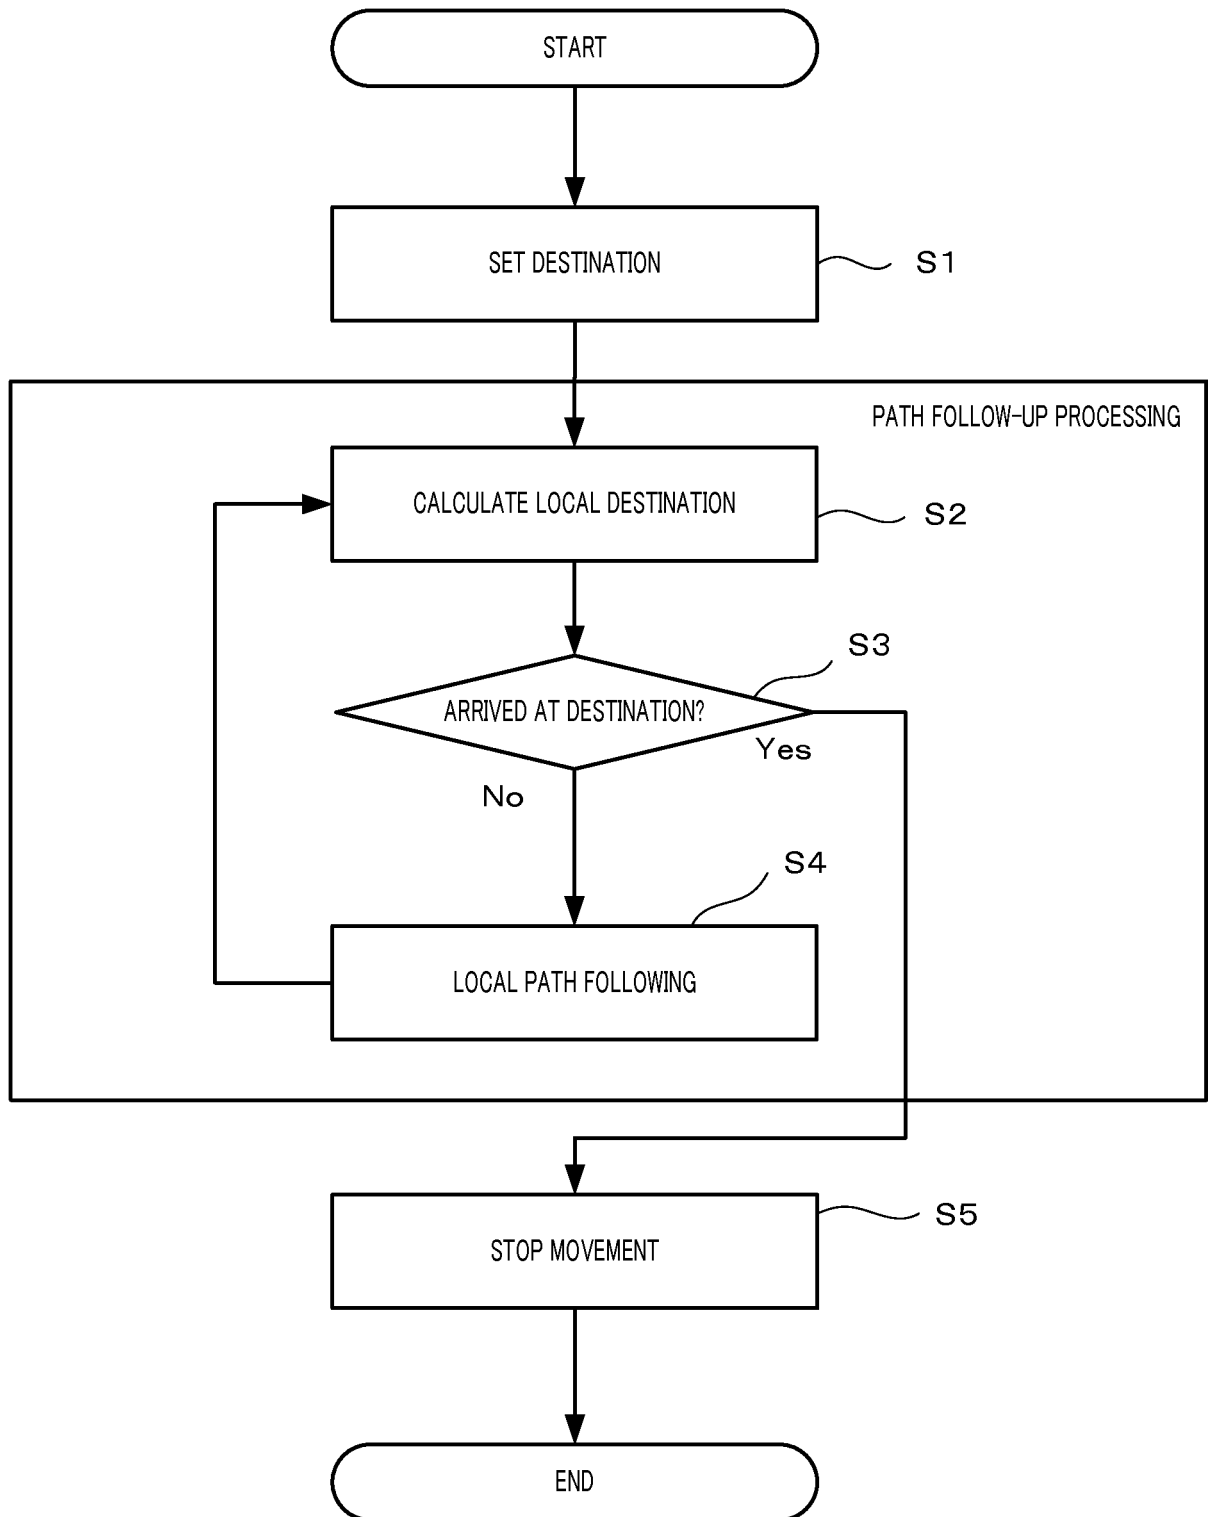 START
SET DESTINATION
S1
PATH FOLLOW-UP PROCESSING
CALCULATE LOCAL DESTINATION
S2
S3
ARRIVED AT DESTINATION?
Yes
No
S4
LOCAL PATH FOLLOWING
S5
STOP MOVEMENT
END